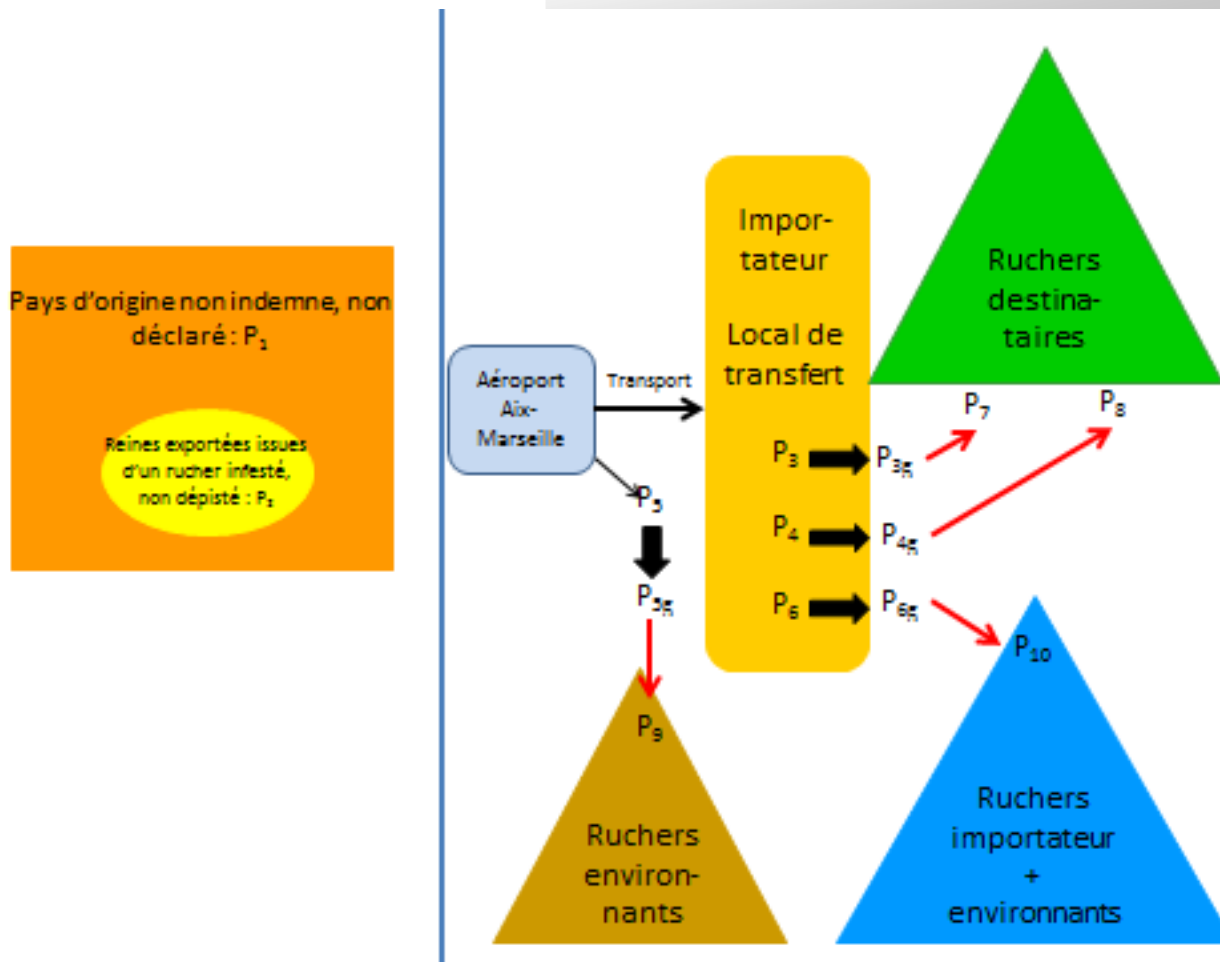 Pays d'origine non indemne, non
déclaré : P₁
Reines exportées issues
d'un rucher infesté,
non dépisté : P₂
Aéroport
Aix-
Marseille
Transport
Impor-
tateur
Local de
transfert
Ruchers
destina-
taires
P₇
P₈
P₃
P₃g
P₅
P₄
P₄g
P₅g
P₆
P₆g
P₁₀
P₉
Ruchers
environ-
nants
Ruchers
importateur
+
environnants